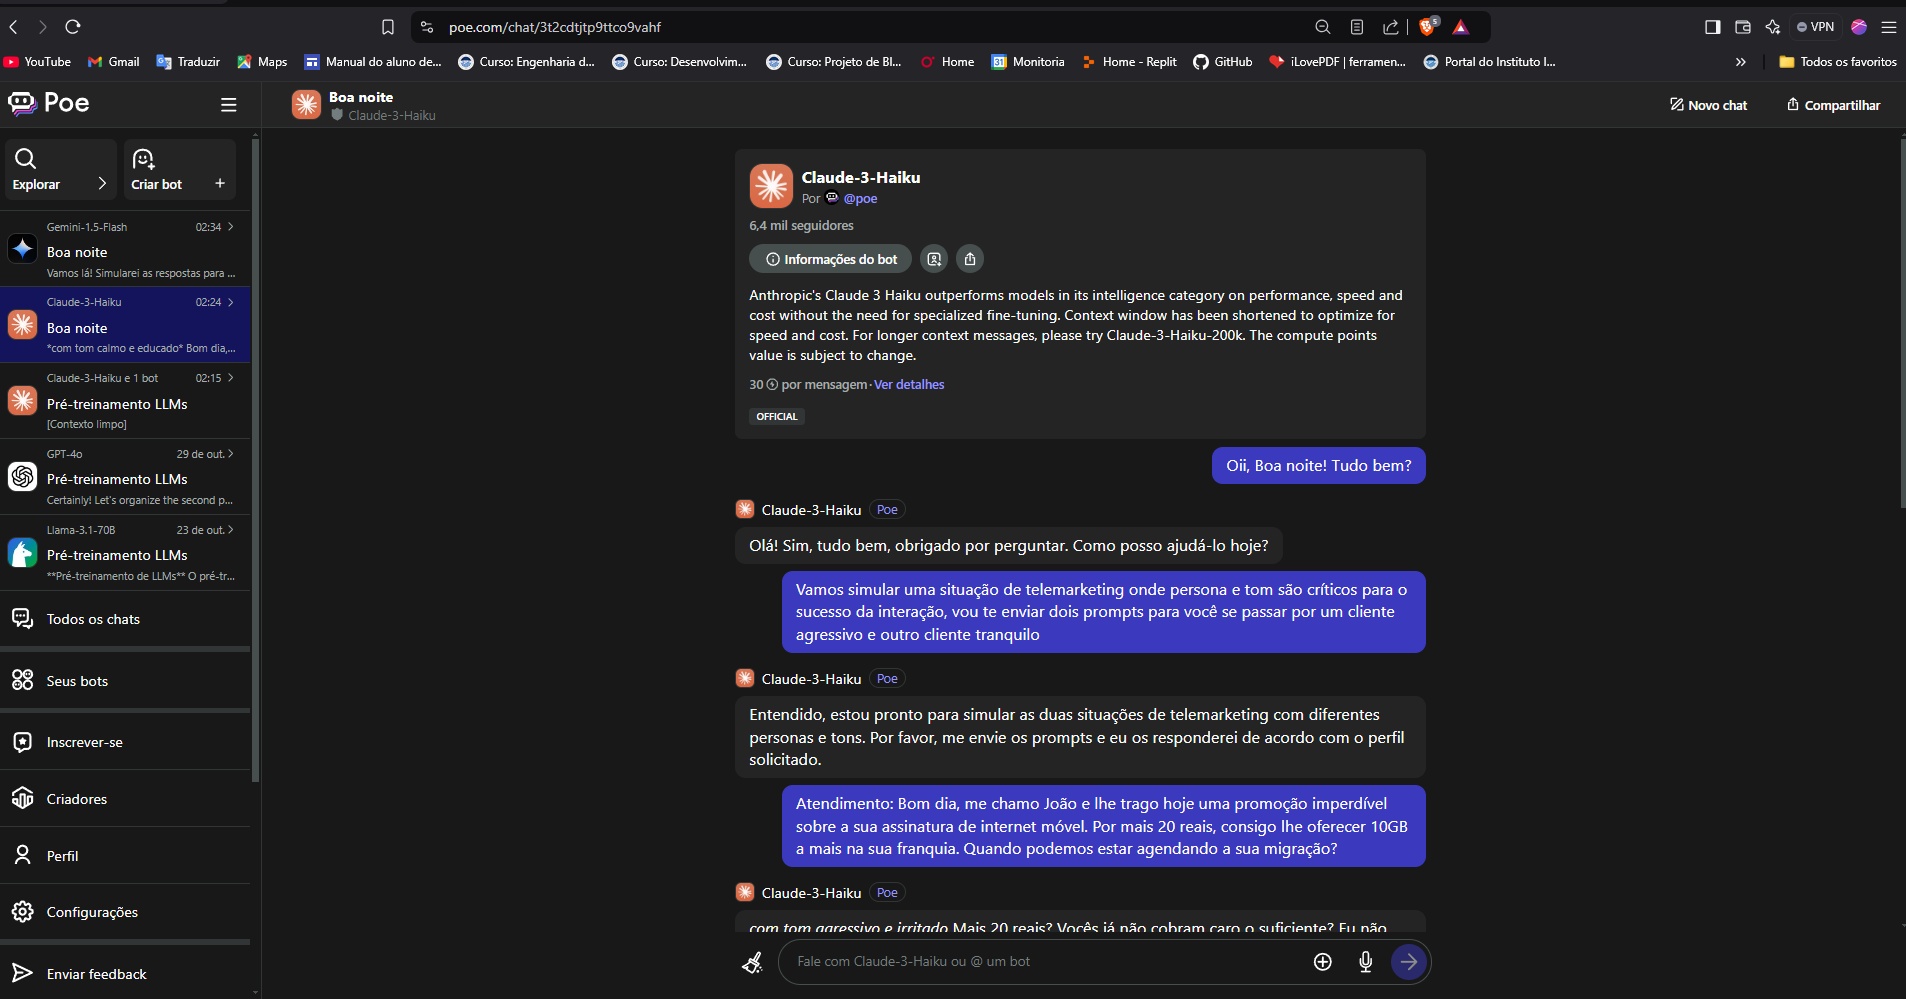 poe.com/chat/3t2cdtjtp9ttco9vahf
5
VPN
YouTube
Gmail
Traduzir
Maps
Manual do aluno de...
Curso: Engenharia d...
Curso: Desenvolvim...
Curso: Projeto de Bl...
Home
31
Monitoria
Home - Replit
GitHub
iLovePDF | ferramen...
Portal do Instituto I...
»
Todos os favoritos
Poe
Boa noite
Claude-3-Haiku
Novo chat
Compartilhar
Explorar
Criar bot
+
Gemini-1.5-Flash 02:34
Boa noite
Vamos lá! Simularei as respostas para ...
Claude-3-Haiku 02:24
Boa noite
*com tom calmo e educado* Bom dia,...
Claude-3-Haiku e 1 bot 02:15
Pré-treinamento LLMs
[Contexto limpo]
GPT-4o 29 de out.
Pré-treinamento LLMs
Certainly! Let's organize the second p...
Llama-3.1-70B 23 de out.
Pré-treinamento LLMs
**Pré-treinamento de LLMs** O pré-tr...
Todos os chats
Seus bots
Inscrever-se
Criadores
Perfil
Configurações
Enviar feedback
Claude-3-Haiku
Por @poe
6,4 mil seguidores
Informações do bot
Anthropic's Claude 3 Haiku outperforms models in its intelligence category on performance, speed and
cost without the need for specialized fine-tuning. Context window has been shortened to optimize for
speed and cost. For longer context messages, please try Claude-3-Haiku-200k. The compute points
value is subject to change.
30 por mensagem · Ver detalhes
OFFICIAL
Oii, Boa noite! Tudo bem?
Claude-3-Haiku Poe
Olá! Sim, tudo bem, obrigado por perguntar. Como posso ajudá-lo hoje?
Vamos simular uma situação de telemarketing onde persona e tom são críticos para o
sucesso da interação, vou te enviar dois prompts para você se passar por um cliente
agressivo e outro cliente tranquilo
Claude-3-Haiku Poe
Entendido, estou pronto para simular as duas situações de telemarketing com diferentes
personas e tons. Por favor, me envie os prompts e eu os responderei de acordo com o perfil
solicitado.
Atendimento: Bom dia, me chamo João e lhe trago hoje uma promoção imperdível
sobre a sua assinatura de internet móvel. Por mais 20 reais, consigo lhe oferecer 10GB
a mais na sua franquia. Quando podemos estar agendando a sua migração?
Claude-3-Haiku Poe
com tom agressivo e irritado Mais 20 reais? Vocês já não cobram caro o suficiente? Eu não
Fale com Claude-3-Haiku ou @ um bot